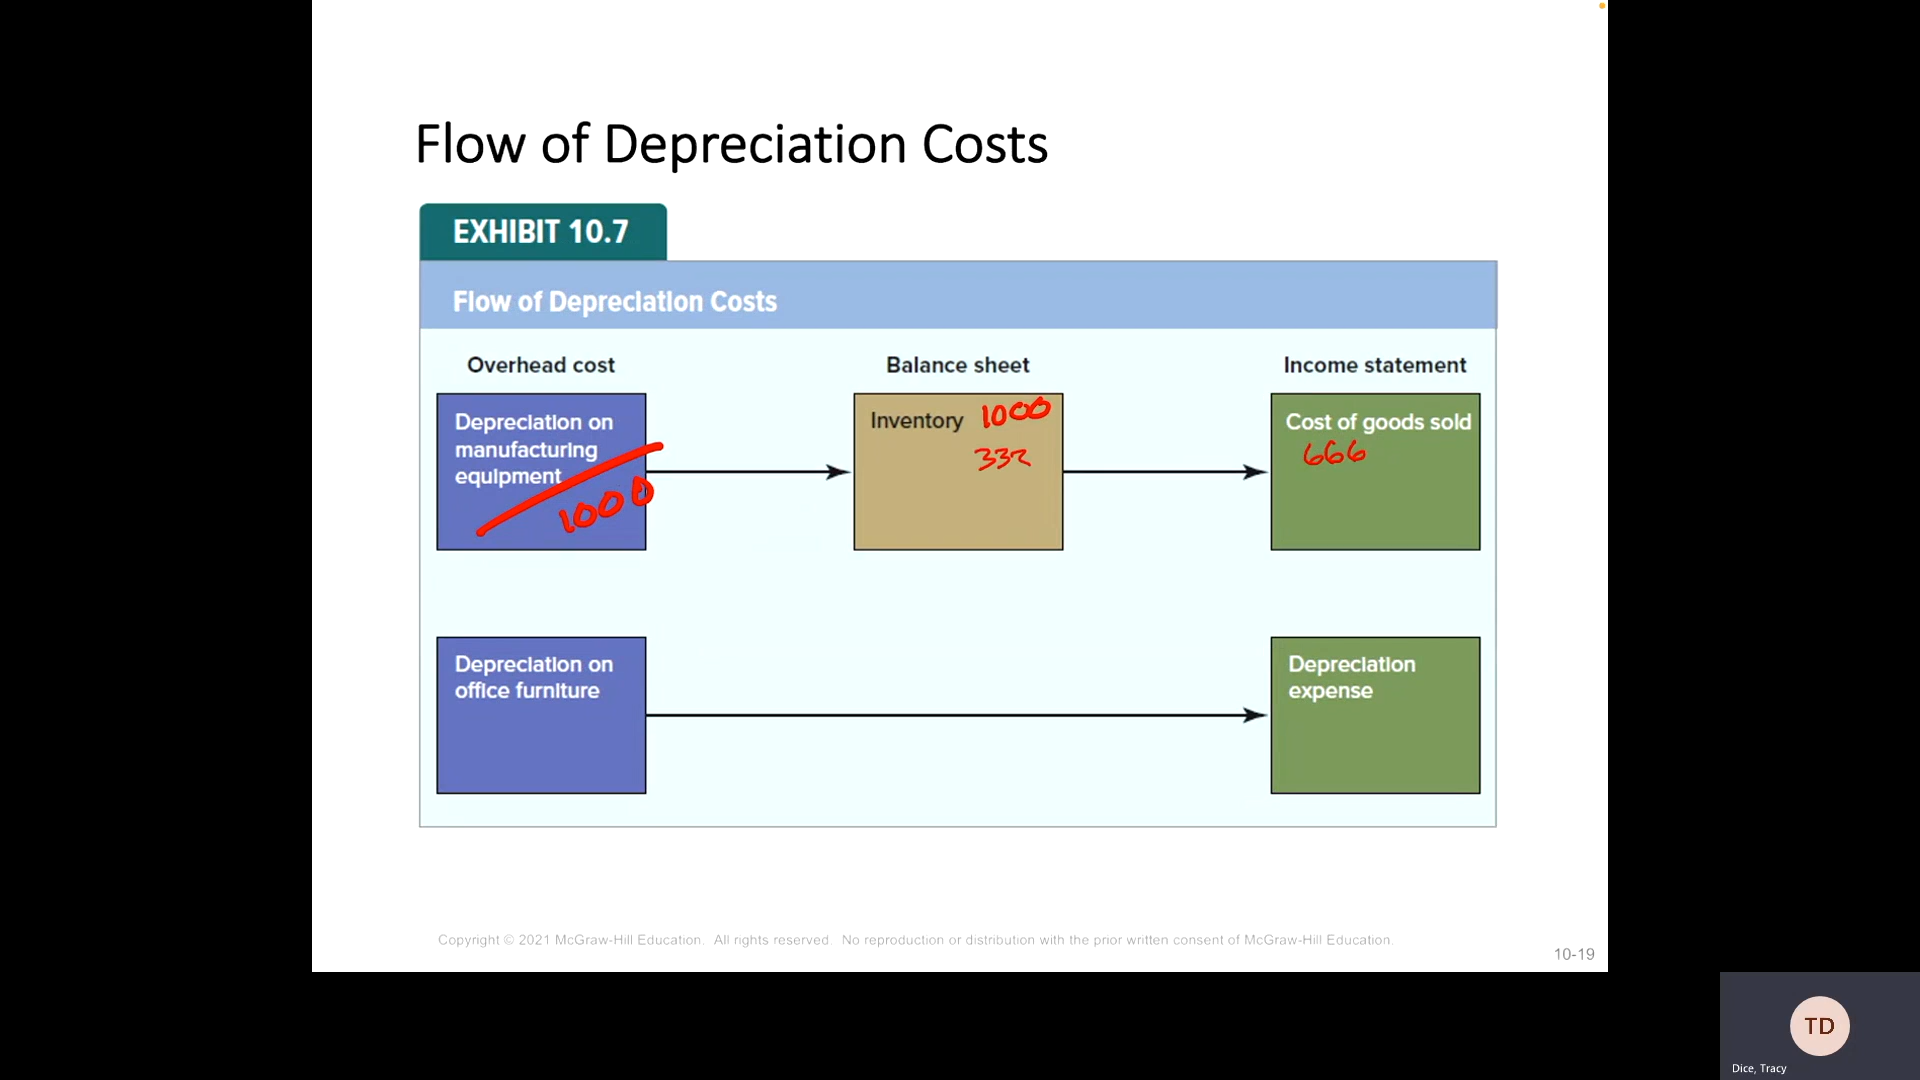 Flow of Depreciation Costs
EXHIBIT 10.7
Flow of Depreciation Costs
Overhead cost
Balance sheet
Income statement
Depreciation on
manufacturing
equipment
1000
Inventory 1000
332
Cost of goods sold
666
Depreciation on
office furniture
Depreciation
expense
Copyright © 2021 McGraw-Hill Education. All rights reserved. No reproduction or distribution with the prior written consent of McGraw-Hill Education.
10-19
TD
Dice, Tracy